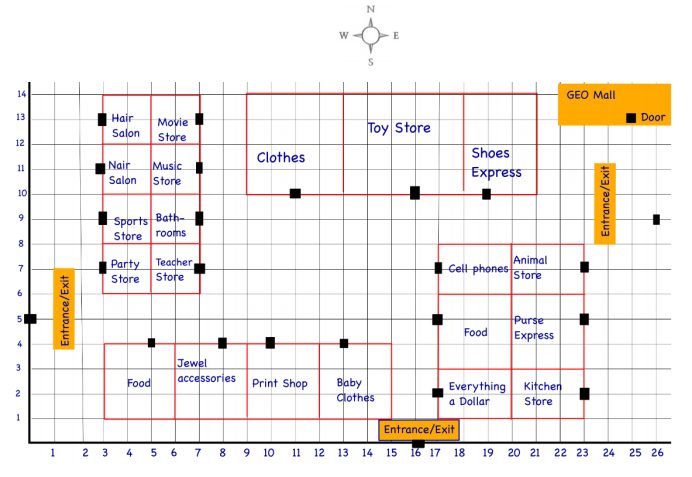 N
W E
S
14
GEO Mall
13
Hair
Salon
Movie
Store
Toy Store
Door
12
Clothes
Shoes
Express
11
Nair
Salon
Music
Store
10
Entrance/Exit
9
Sports
Store
Bath-
rooms
8
7
Party
Store
Teacher
Store
Cell phones
Animal
Store
6
Entrance/Exit
5
Food
Purse
Express
4
3
Food
Jewel
accessories
Print Shop
Baby
Clothes
2
Everything
a Dollar
Kitchen
Store
1
Entrance/Exit
1 2 3 4 5 6 7 8 9 10 11 12 13 14 15 16 17 18 19 20 21 22 23 24 25 26